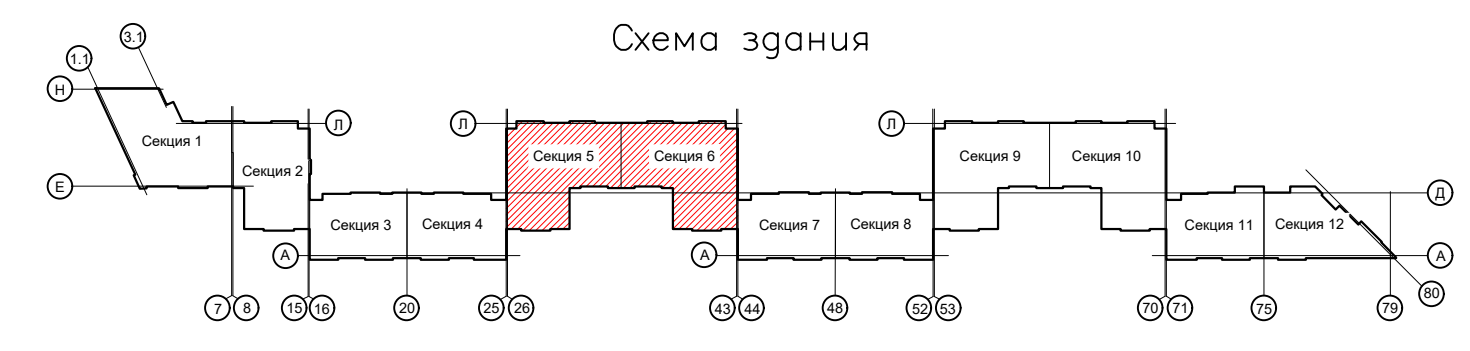 Схема здания
3.1
1.1
Н
Л
Л
Л
Секция 1
Секция 2
Секция 5
Секция 6
Секция 9
Секция 10
Е
Д
Секция 3
Секция 4
Секция 7
Секция 8
Секция 11
Секция 12
А
А
А
7
8
15
16
20
25
26
43
44
48
52
53
70
71
75
79
80